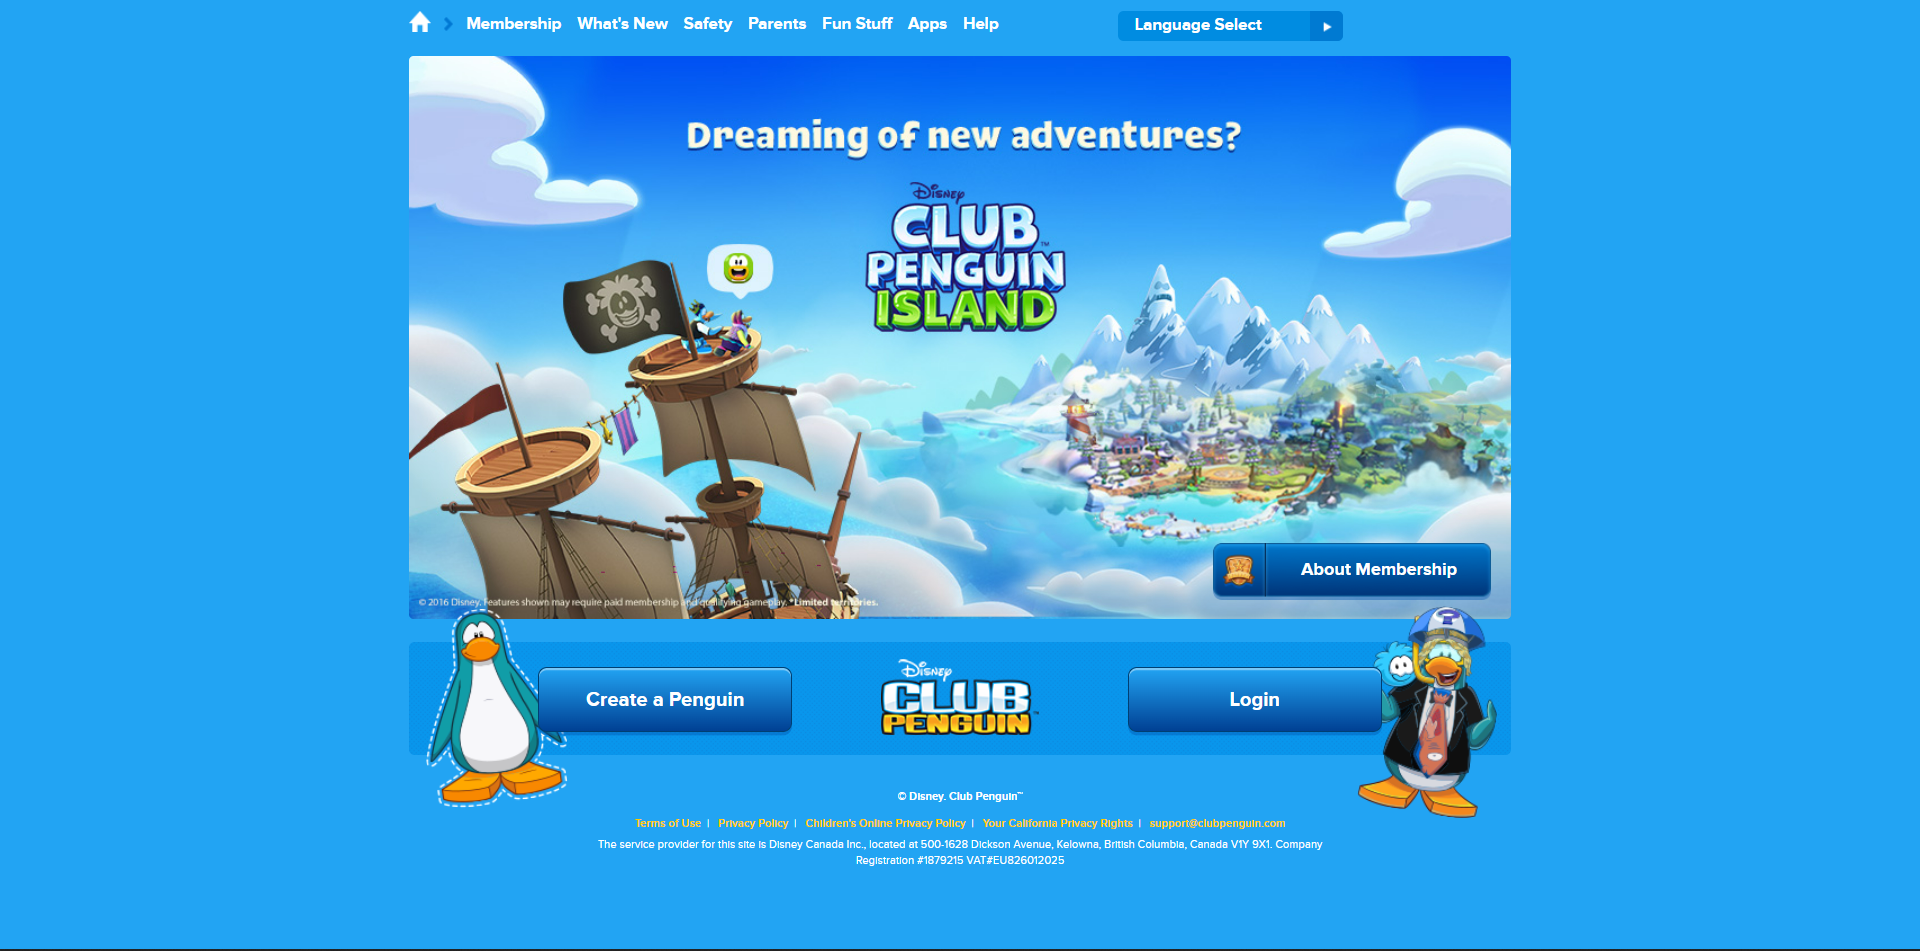 Membership What's New Safety Parents Fun Stuff Apps Help Language Select
Dreaming of new adventures?
Disney
CLUB
PENGUIN
ISLAND
™
About Membership
© 2016 Disney. Features shown may require paid membership and qualifying gameplay. *Limited territories.
Create a Penguin
Disney
CLUB
PENGUIN
™
Login
© Disney. Club Penguin™
Terms of Use | Privacy Policy | Children's Online Privacy Policy | Your California Privacy Rights | support@clubpenguin.com
The service provider for this site is Disney Canada Inc., located at 500-1628 Dickson Avenue, Kelowna, British Columbia, Canada V1Y 9X1. Company
Registration #1879215 VAT#EU826012025